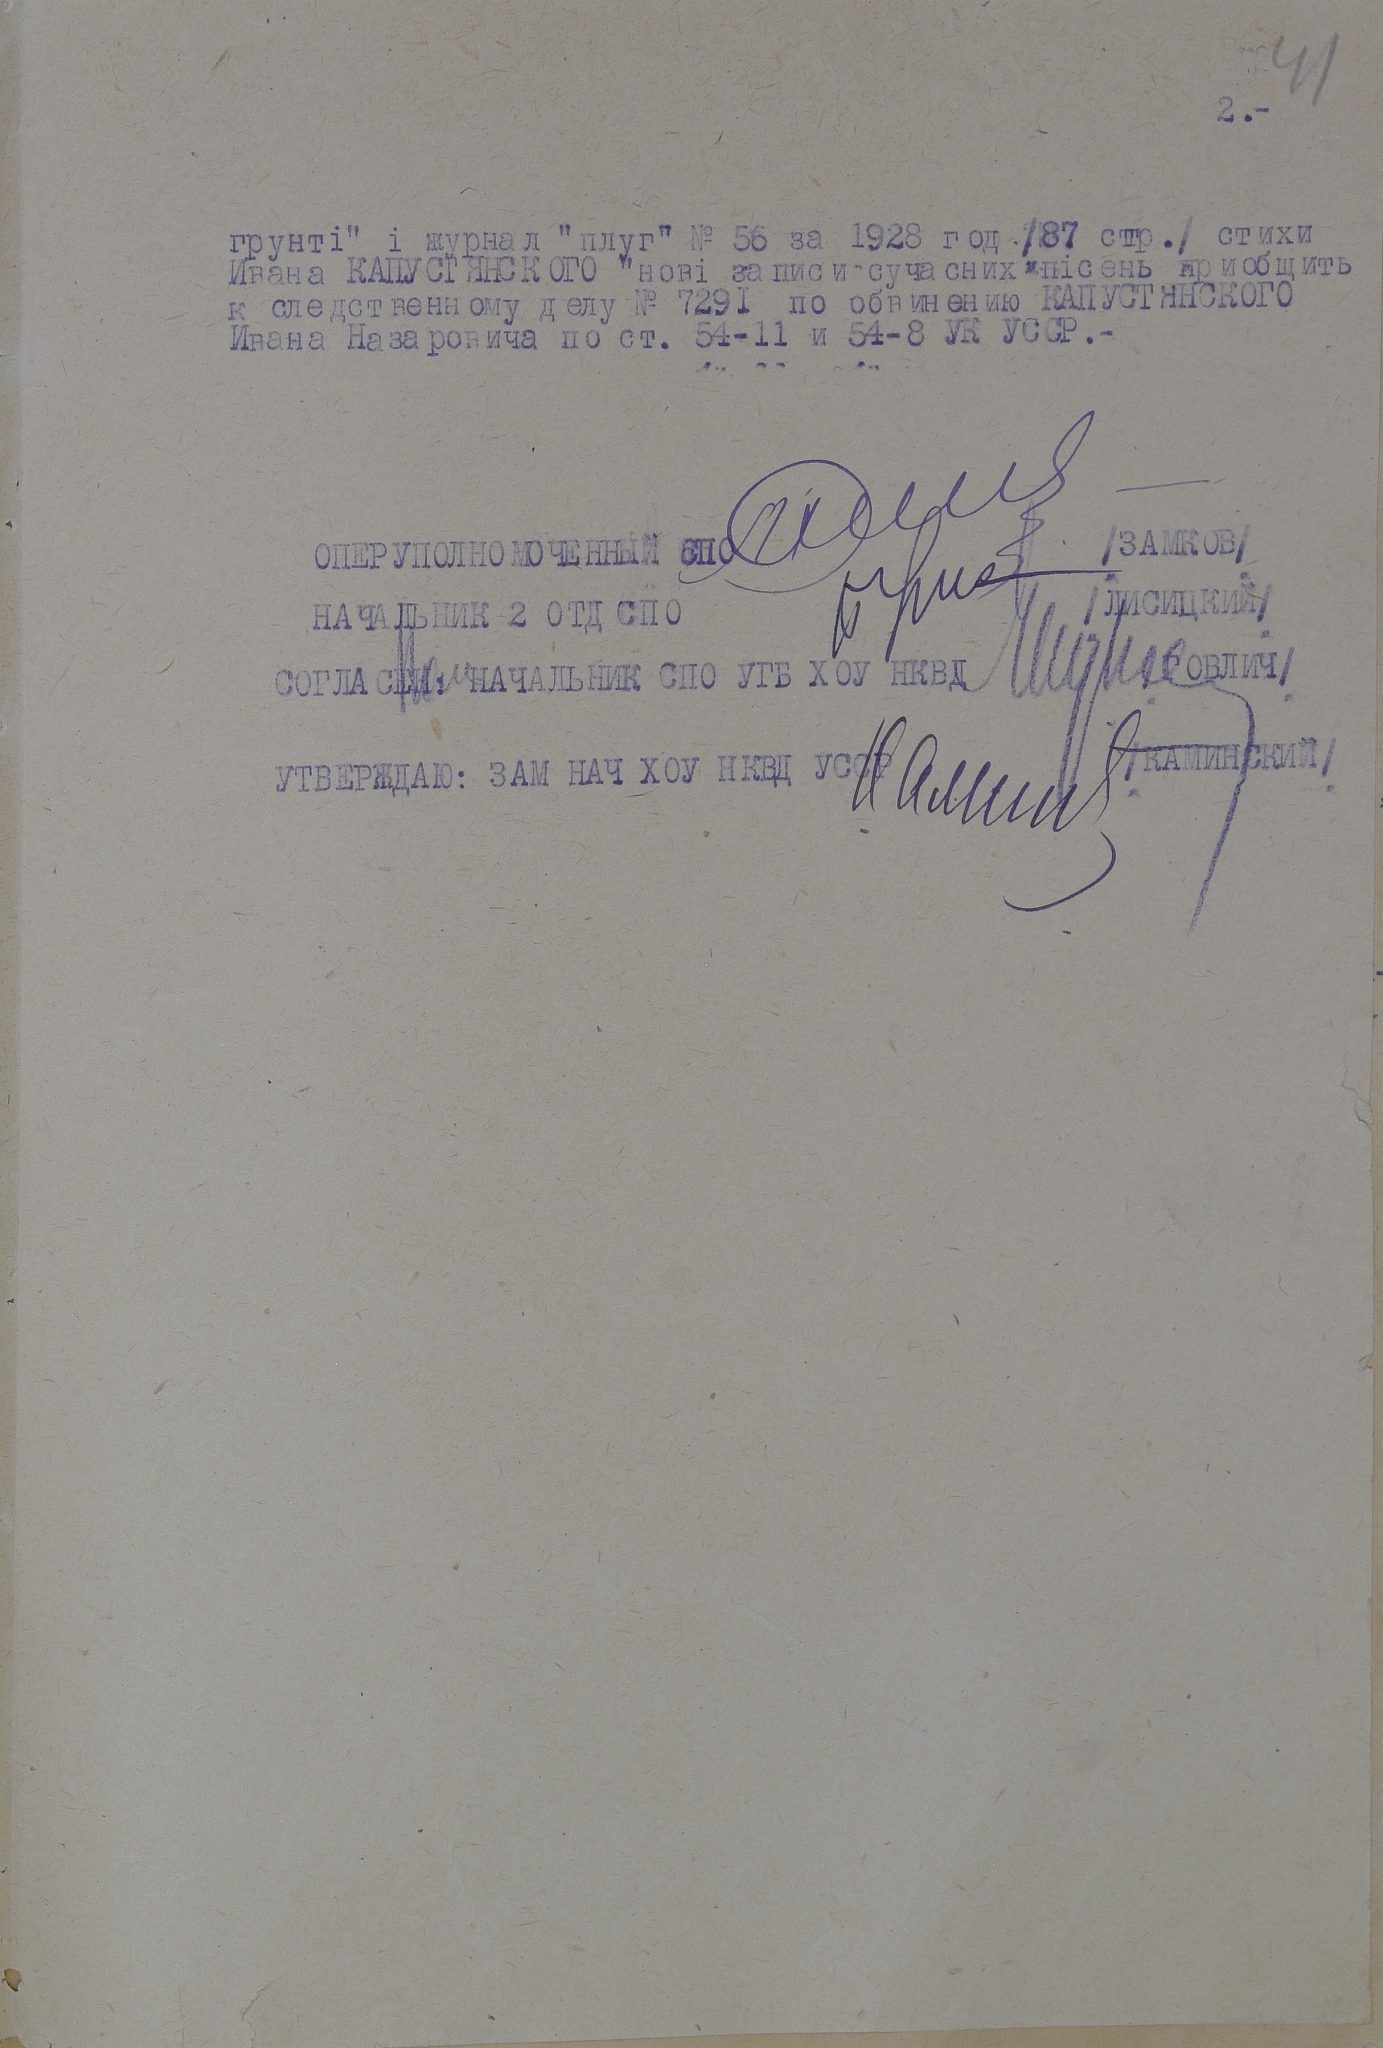 41
2.-
грунті" і журнал "плуг" № 56 за 1928 год./87 стр./ стихи
Ивана КАПУСТЯНСКОГО "нові записи сучасних"пісень приобщить
к следственному делу № 7291 по обвинению КАПУСТЯНСКОГО
Ивана Назаровича по ст. 54-11 и 54-8 УК УССР.-
ОПЕРУПОЛНОМОЧЕННЫЙ СПО /ЗАМКОВ/
НАЧАЛЬНИК 2 ОТД СПО /ЛИСИЦКИЙ/
СОГЛАСЕН: НАЧАЛЬНИК СПО УГБ ХОУ НКВД ГОВЛИЧ/
УТВЕРЖДАЮ: ЗАМ НАЧ ХОУ НКВД УССР /КАМИНСКИЙ/